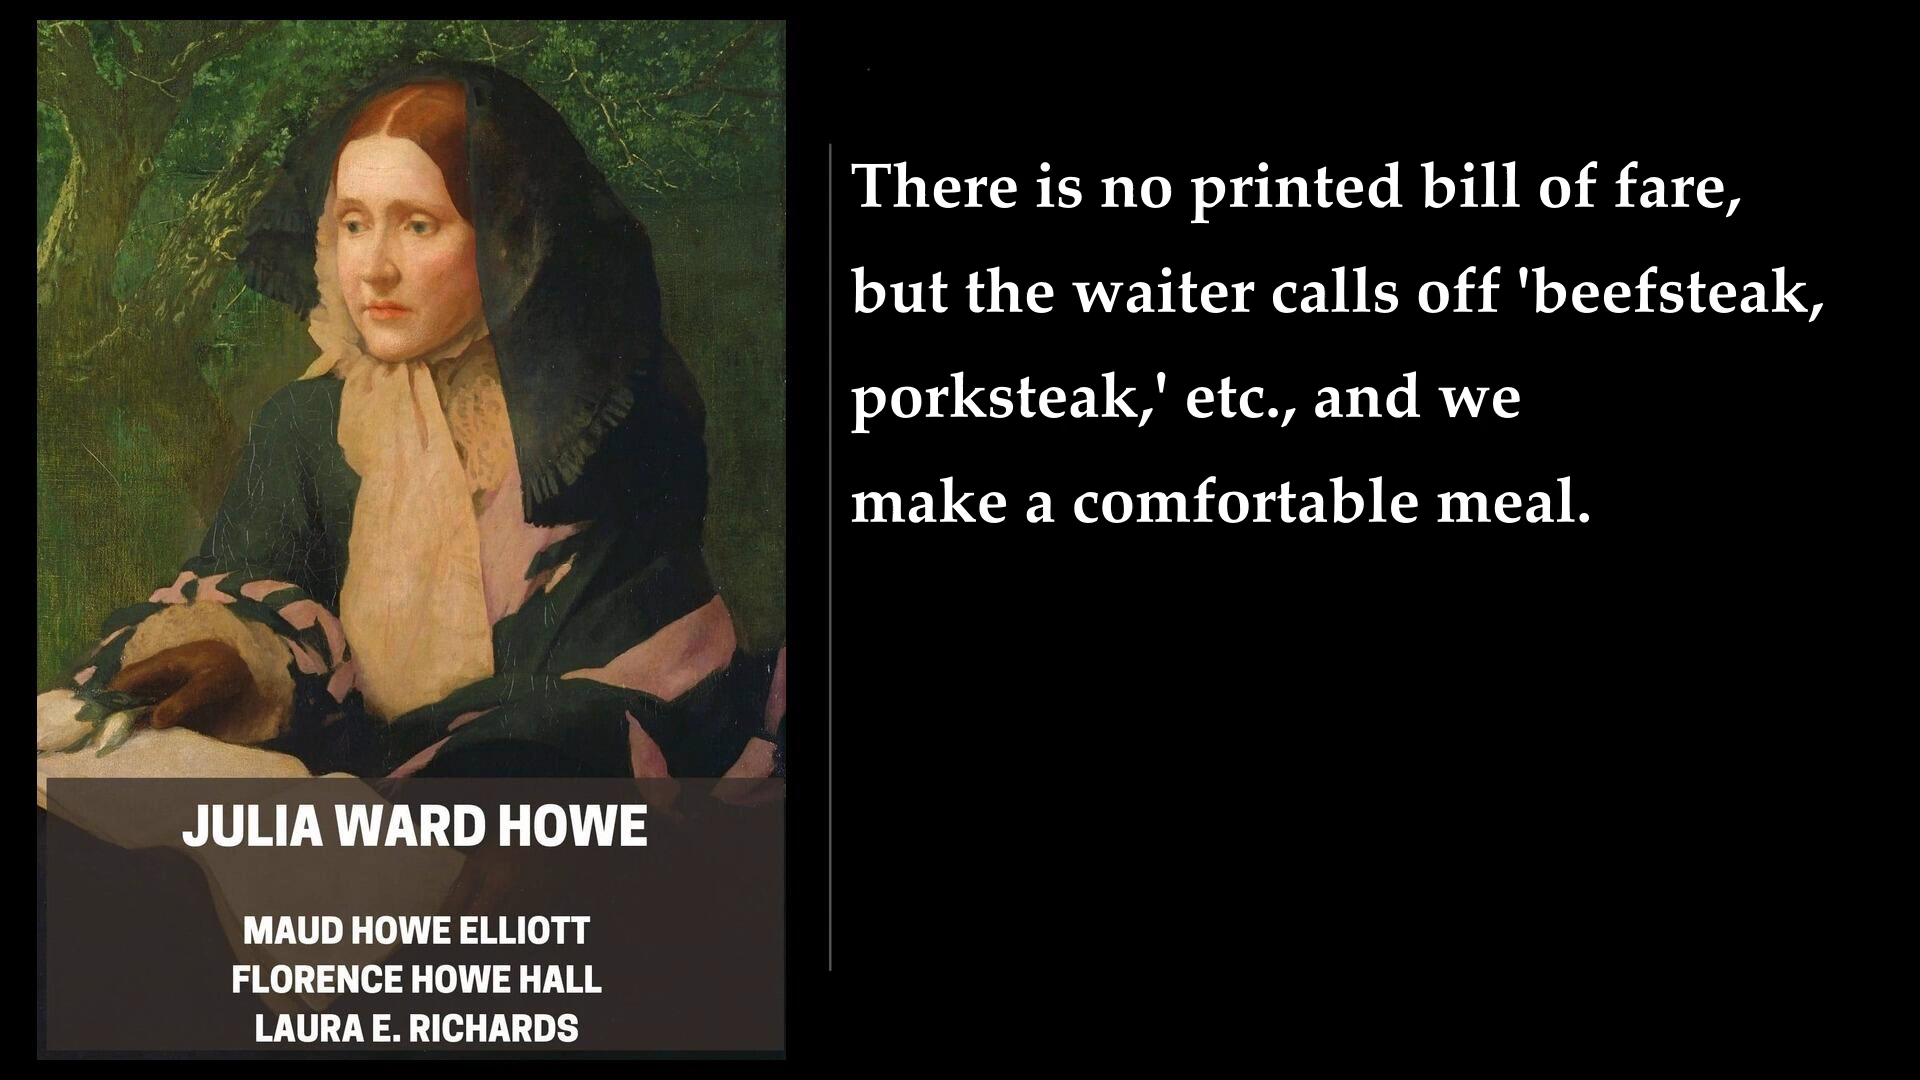 There is no printed bill of fare,
but the waiter calls off 'beefsteak,
porksteak,' etc., and we
make a comfortable meal.
JULIA WARD HOWE
MAUD HOWE ELLIOTT
FLORENCE HOWE HALL
LAURA E. RICHARDS